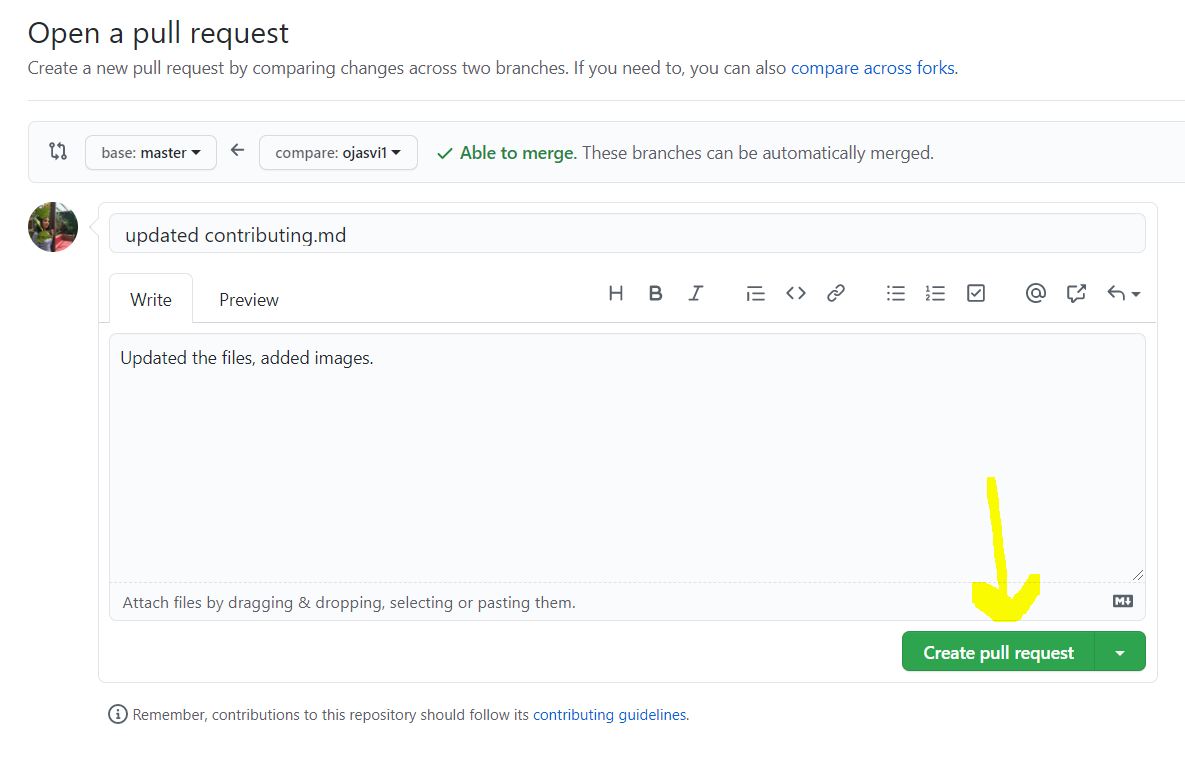 Open a pull request
Create a new pull request by comparing changes across two branches. If you need to, you can also compare across forks.
base: master compare: ojasvi1 Able to merge. These branches can be automatically merged.
updated contributing.md
Write Preview
Updated the files, added images.
Attach files by dragging & dropping, selecting or pasting them.
Create pull request
Remember, contributions to this repository should follow its contributing guidelines.